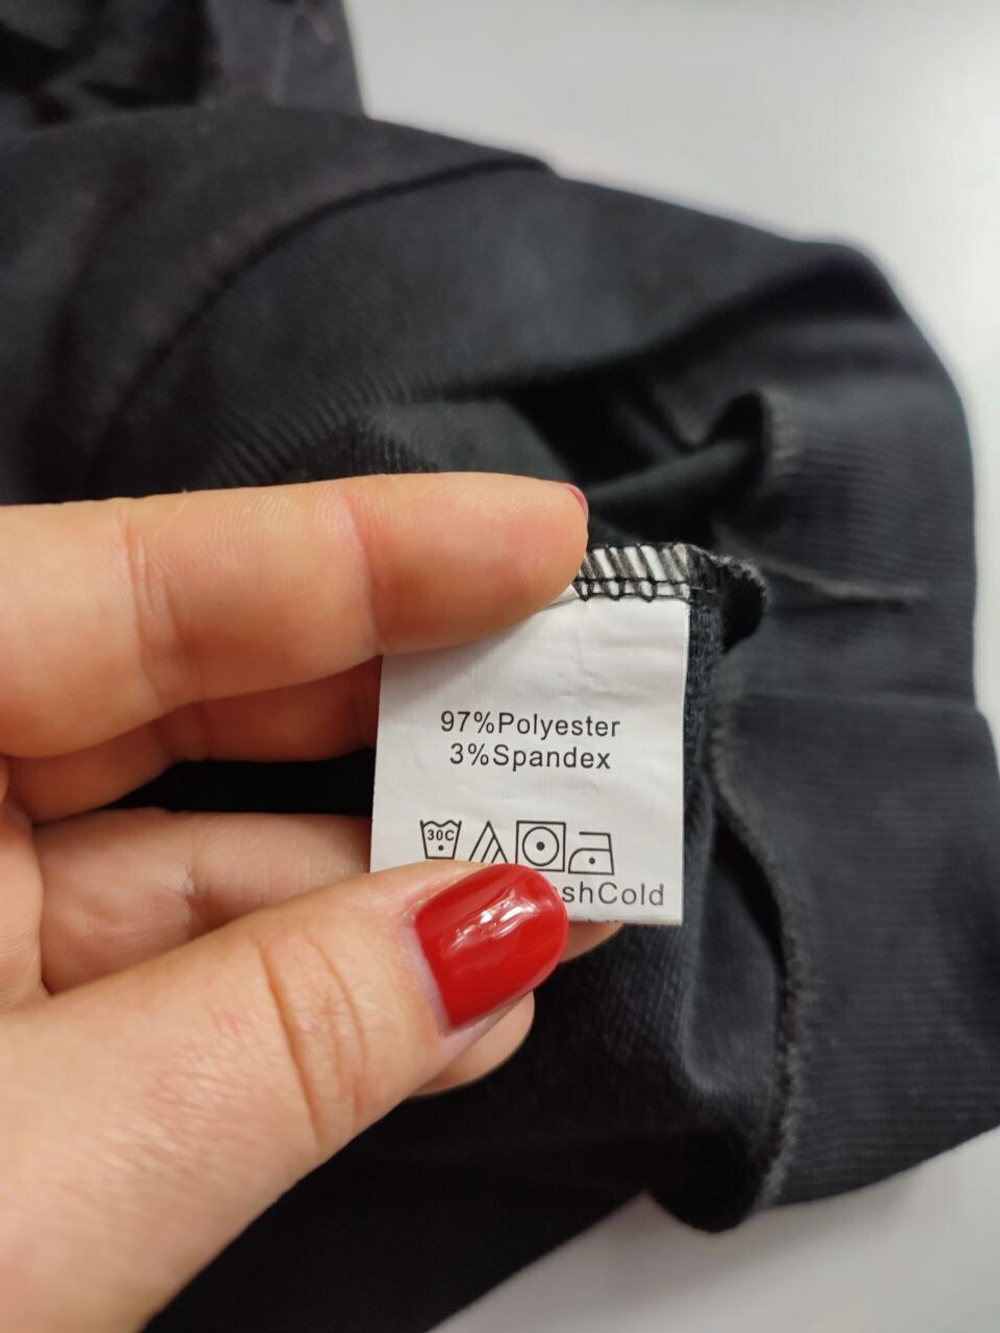 97%Polyester
3%Spandex
30C
shCold